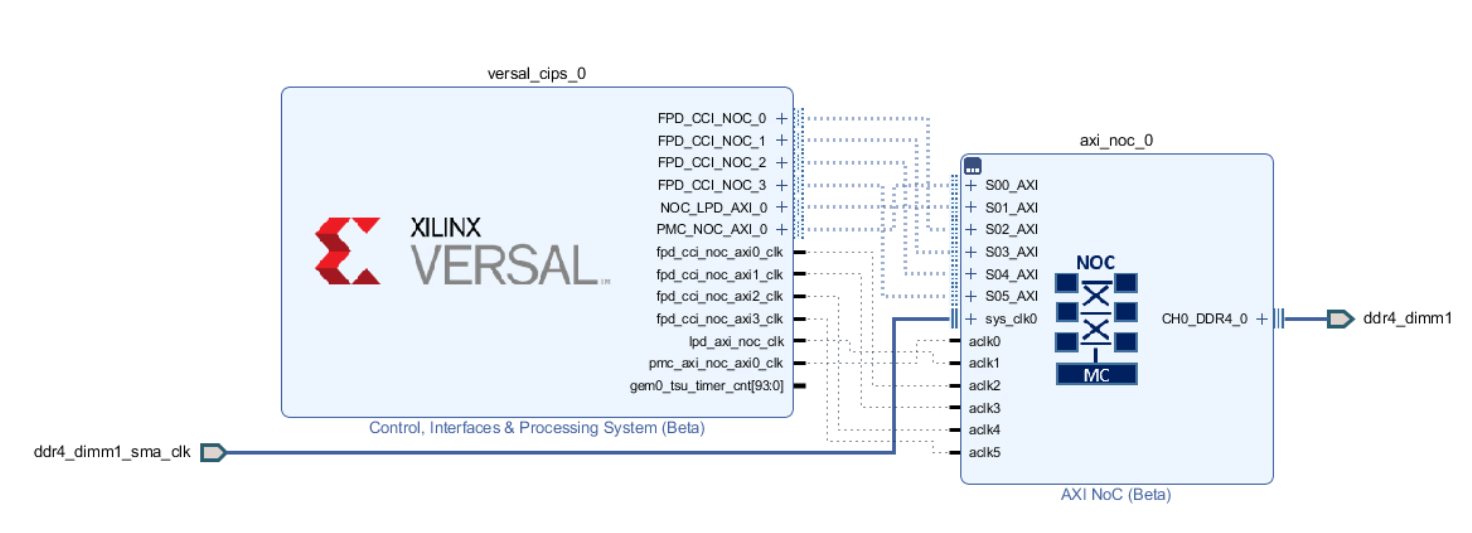 versal_cips_0
FPD_CCI_NOC_0
FPD_CCI_NOC_1
FPD_CCI_NOC_2
FPD_CCI_NOC_3
NOC_LPD_AXI_0
PMC_NOC_AXI_0
fpd_cci_noc_axi0_clk
fpd_cci_noc_axi1_clk
fpd_cci_noc_axi2_clk
fpd_cci_noc_axi3_clk
lpd_axi_noc_clk
pmc_axi_noc_axi0_clk
gem0_tsu_timer_cnt[93:0]
XILINX
VERSAL™
Control, Interfaces & Processing System (Beta)
ddr4_dimm1_sma_clk
axi_noc_0
S00_AXI
S01_AXI
S02_AXI
S03_AXI
S04_AXI
S05_AXI
sys_clk0
aclk0
aclk1
aclk2
aclk3
aclk4
aclk5
NOC
MC
CH0_DDR4_0
AXI NoC (Beta)
ddr4_dimm1